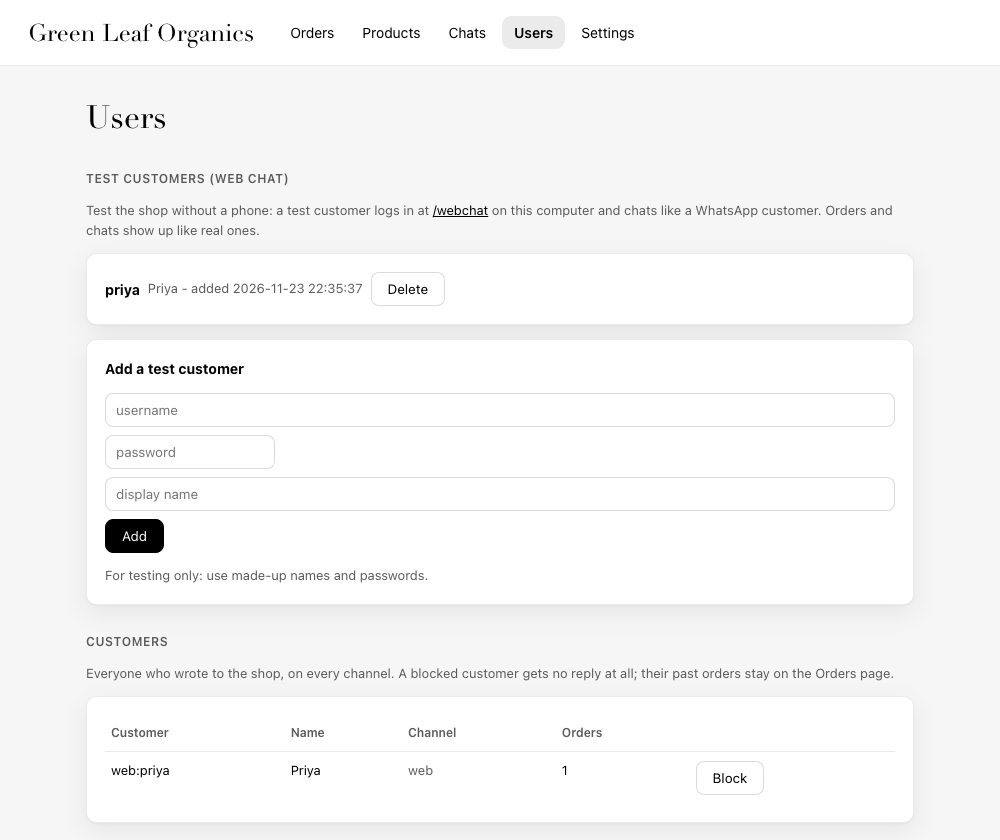 Green Leaf Organics Orders Products Chats Users Settings
Users
TEST CUSTOMERS (WEB CHAT)
Test the shop without a phone: a test customer logs in at /webchat on this computer and chats like a WhatsApp customer. Orders and
chats show up like real ones.
priya Priya - added 2026-11-23 22:35:37 Delete
Add a test customer
username
password
display name
Add
For testing only: use made-up names and passwords.
CUSTOMERS
Everyone who wrote to the shop, on every channel. A blocked customer gets no reply at all; their past orders stay on the Orders page.
Customer Name Channel Orders
web:priya Priya web 1 Block